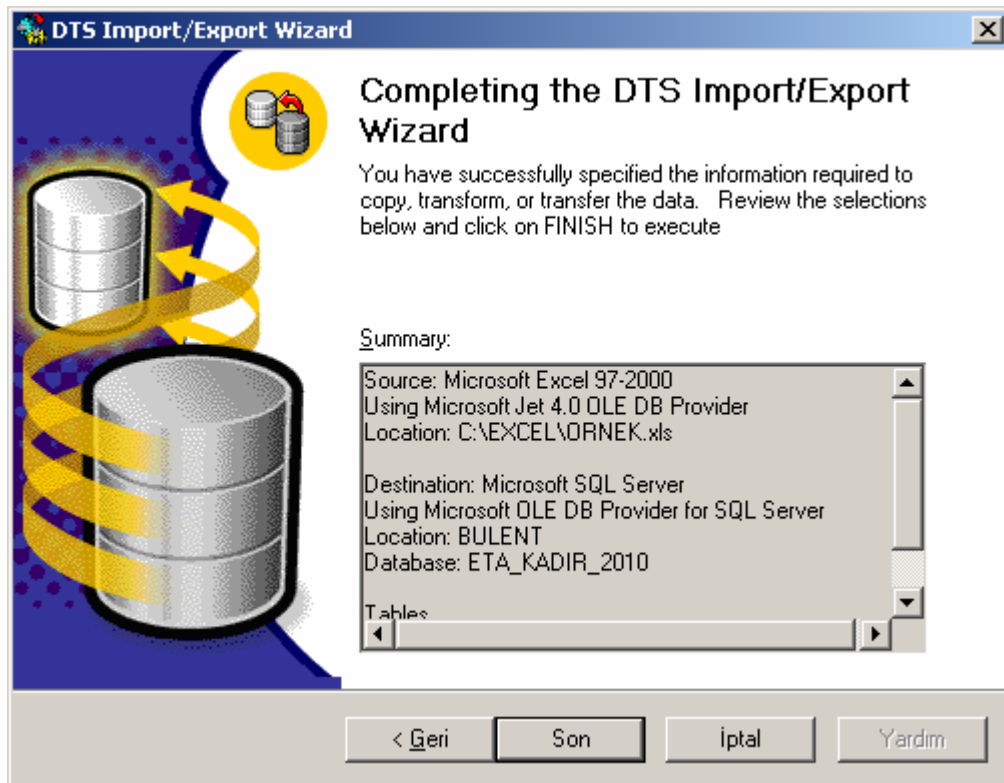 DTS Import/Export Wizard
Completing the DTS Import/Export
Wizard
You have successfully specified the information required to
copy, transform, or transfer the data. Review the selections
below and click on FINISH to execute
Summary:
Source: Microsoft Excel 97-2000
Using Microsoft Jet 4.0 OLE DB Provider
Location: C:\EXCEL\ORNEK.xls
Destination: Microsoft SQL Server
Using Microsoft OLE DB Provider for SQL Server
Location: BULENT
Database: ETA_KADIR_2010
Tables
< Geri
Son
İptal
Yardım